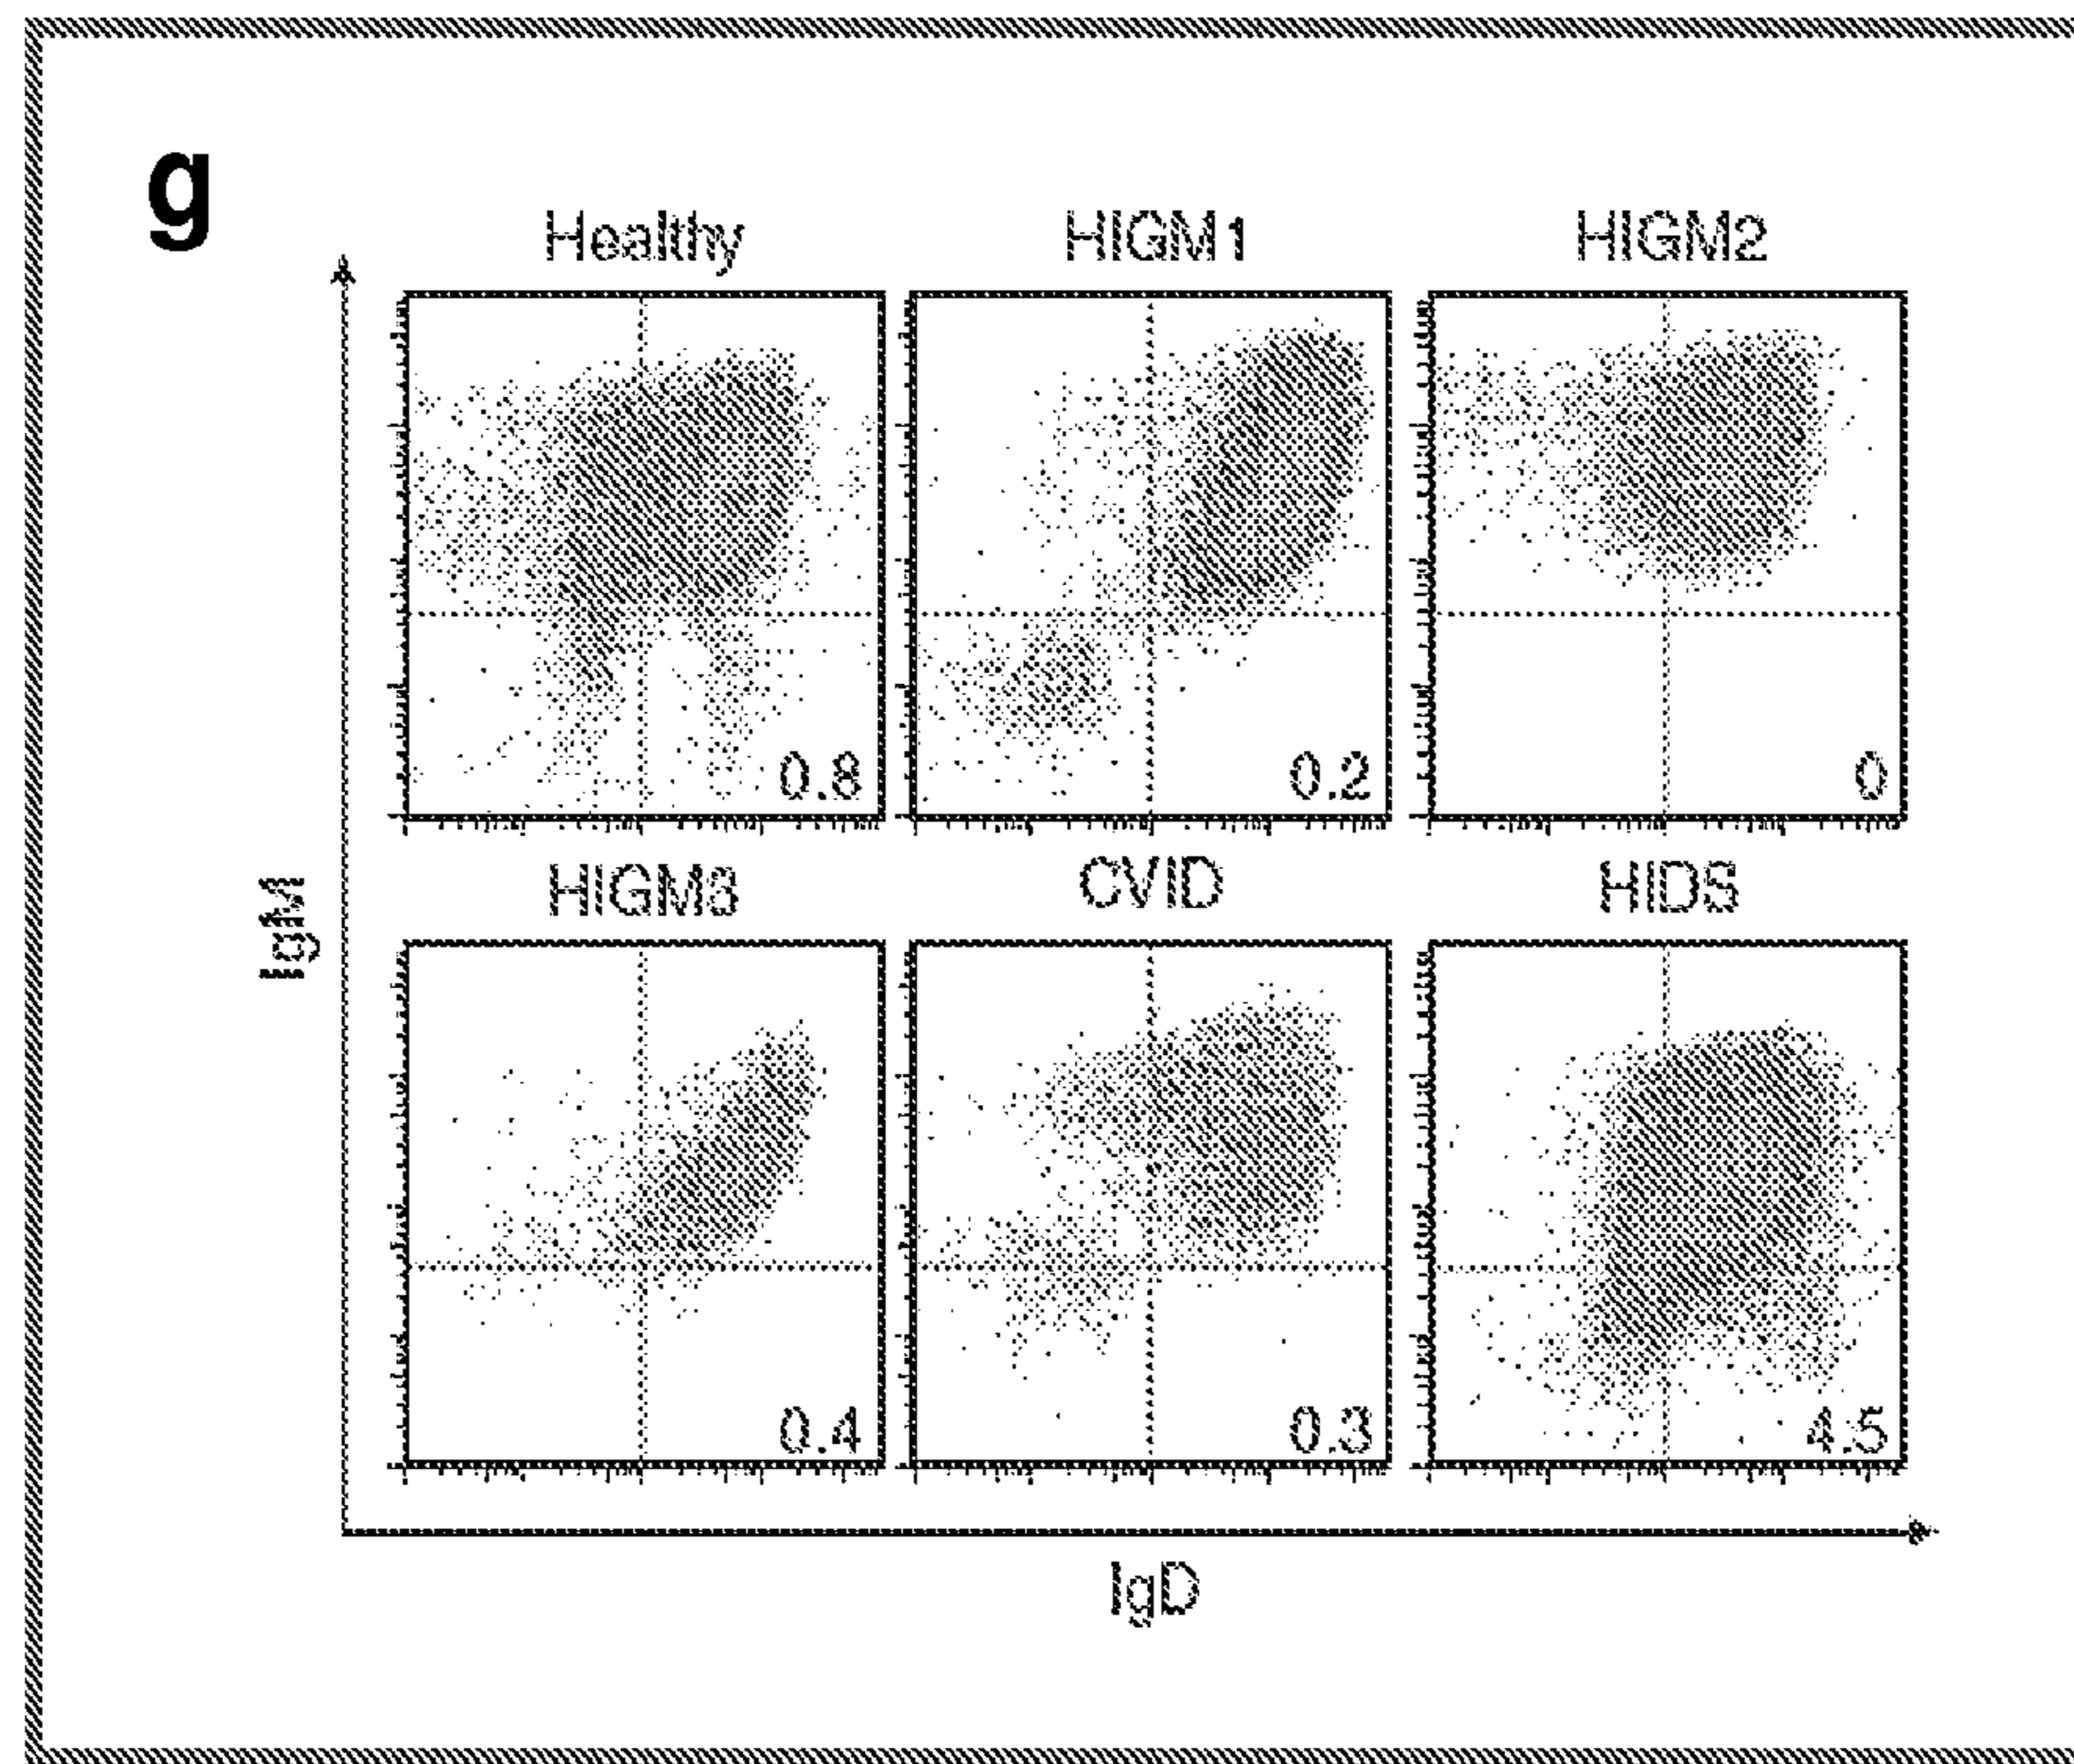 g
Healthy HIGM1 HIGM2
0.8 0.2 0
HIGM3 CVID HIDS
IgM
0.4 0.3 4.5
IgD